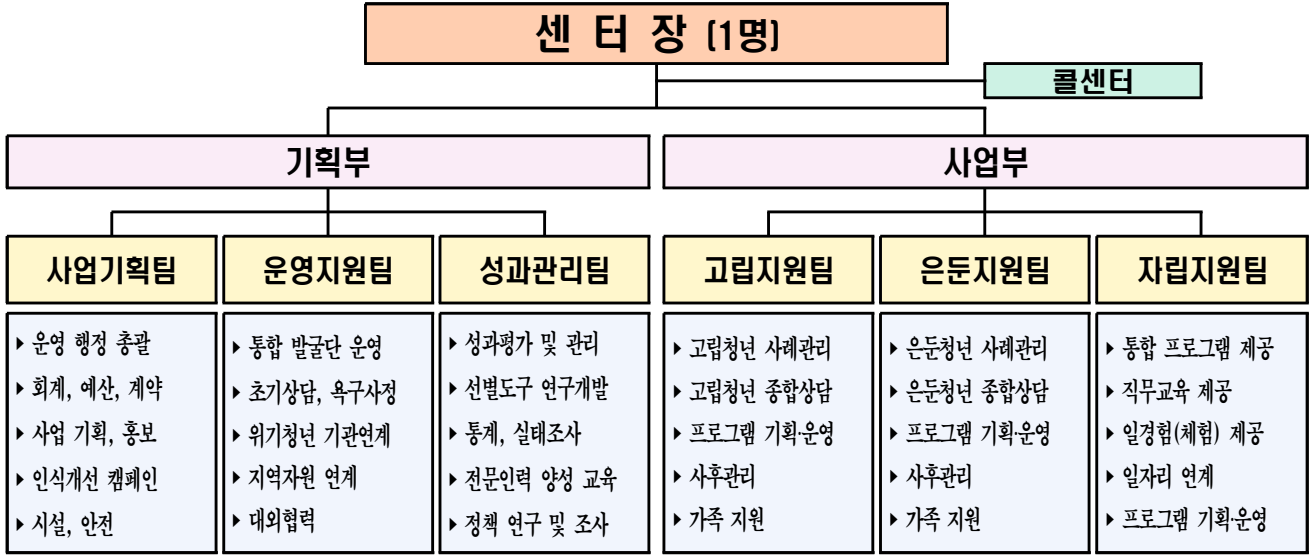 센 터 장 (1명)
콜센터
기획부
사업부
사업기획팀
운영지원팀
성과관리팀
고립지원팀
은둔지원팀
자립지원팀
▸ 운영 행정 총괄
▸ 회계, 예산, 계약
▸ 사업 기획, 홍보
▸ 인식개선 캠페인
▸ 시설, 안전
▸ 통합 발굴단 운영
▸ 초기상담, 욕구사정
▸ 위기청년 기관연계
▸ 지역자원 연계
▸ 대외협력
▸ 성과평가 및 관리
▸ 선별도구 연구개발
▸ 통계, 실태조사
▸ 전문인력 양성 교육
▸ 정책 연구 및 조사
▸ 고립청년 사례관리
▸ 고립청년 종합상담
▸ 프로그램 기획·운영
▸ 사후관리
▸ 가족 지원
▸ 은둔청년 사례관리
▸ 은둔청년 종합상담
▸ 프로그램 기획·운영
▸ 사후관리
▸ 가족 지원
▸ 통합 프로그램 제공
▸ 직무교육 제공
▸ 일경험(체험) 제공
▸ 일자리 연계
▸ 프로그램 기획·운영